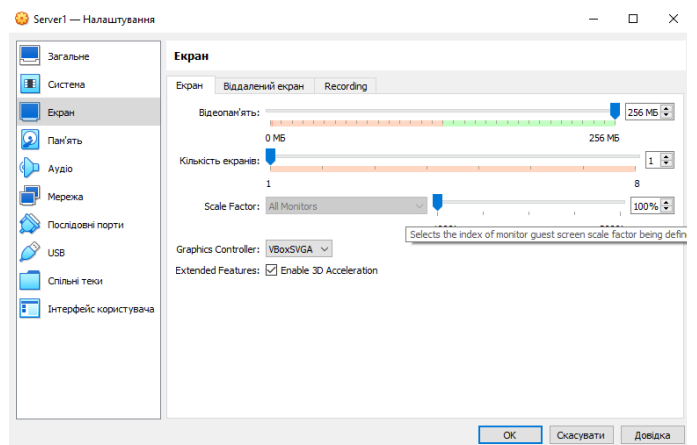 Server1 — Налаштування
Загальне
Система
Екран
Пам'ять
Аудіо
Мережа
Послідовні порти
USB
Спільні теки
Інтерфейс користувача
Екран
Екран Віддалений екран Recording
Відеопам'ять: 256 МБ
0 МБ 256 МБ
Кількість екранів: 1
1 8
Scale Factor: All Monitors 100%
Selects the index of monitor guest screen scale factor being defin
Graphics Controller: VBoxSVGA
Extended Features: Enable 3D Acceleration
OK Скасувати Довідка